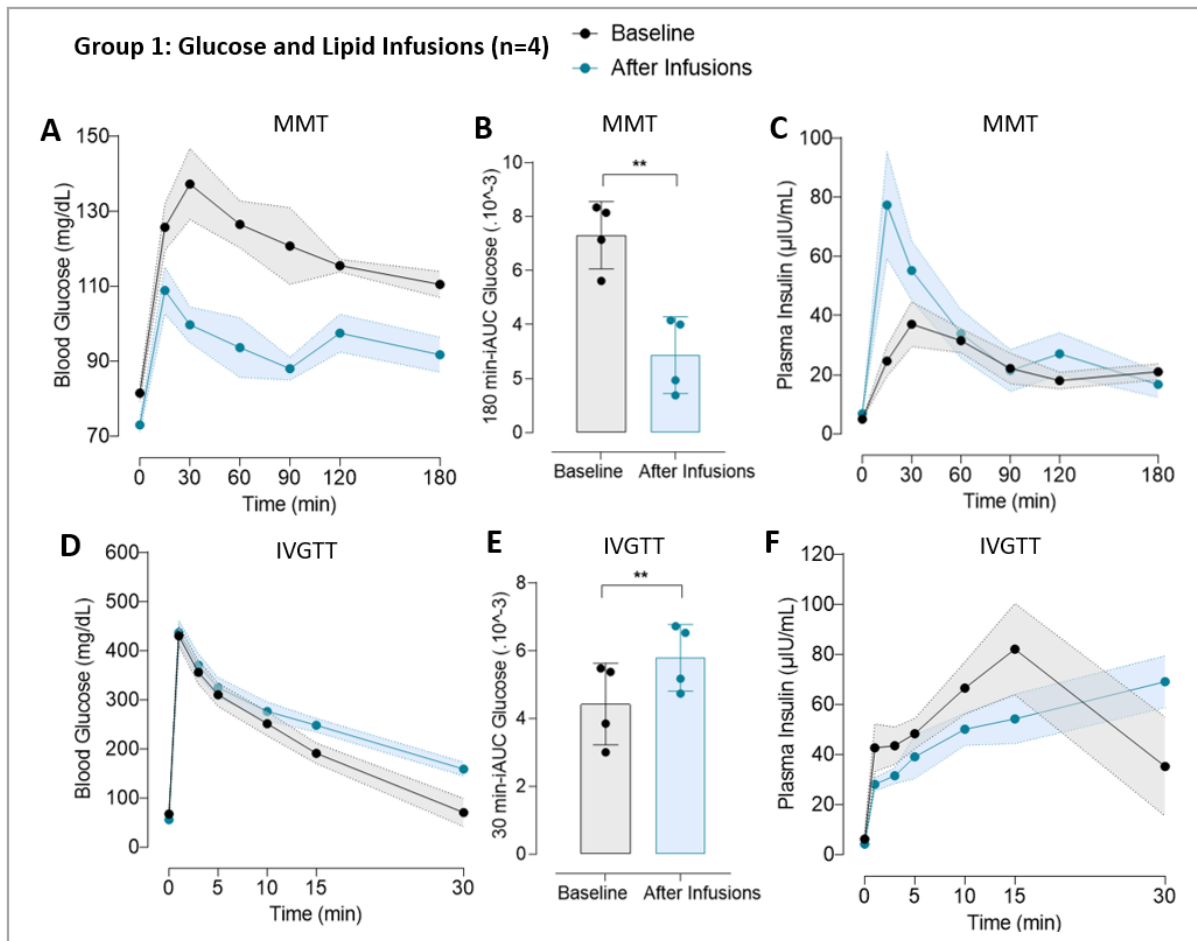 Group 1: Glucose and Lipid Infusions (n=4)
Baseline
After Infusions
A
MMT
Blood Glucose (mg/dL)
150
130
110
90
70
0 30 60 90 120 180
Time (min)
B
MMT
180 min-iAUC Glucose (.10^-3)
**
10
8
6
4
5
0
Baseline After Infusions
C
MMT
Plasma Insulin (µIU/mL)
100
80
60
40
20
0
0 30 60 90 120 180
Time (min)
D
IVGTT
Blood Glucose (mg/dL)
600
500
400
300
200
100
0
0 5 10 15 30
Time (min)
E
IVGTT
30 min-iAUC Glucose (.10^-3)
**
8
6
4
2
0
Baseline After Infusions
F
IVGTT
Plasma Insulin (µIU/mL)
120
100
80
60
40
20
0
0 5 10 15 30
Time (min)